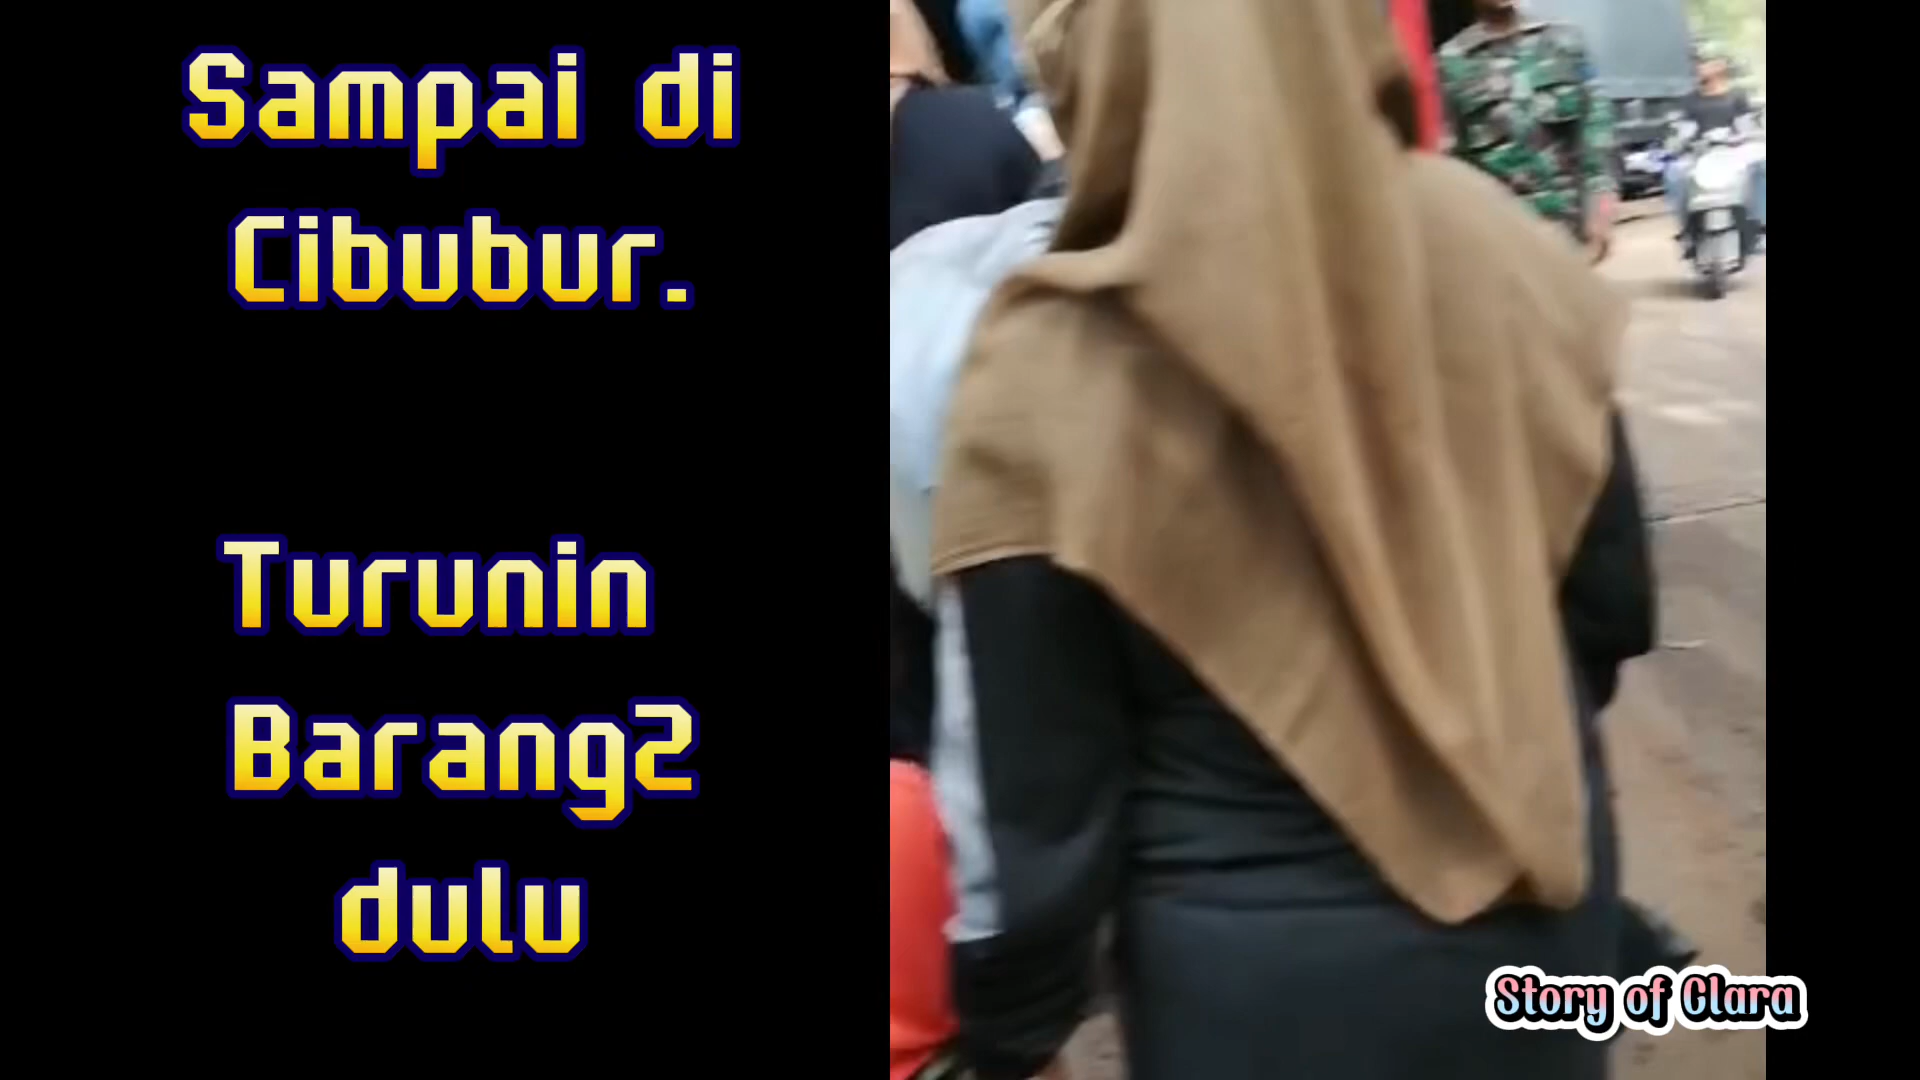 Sampai di
Cibubur.
Turunin
Barang2
dulu
Story of Clara